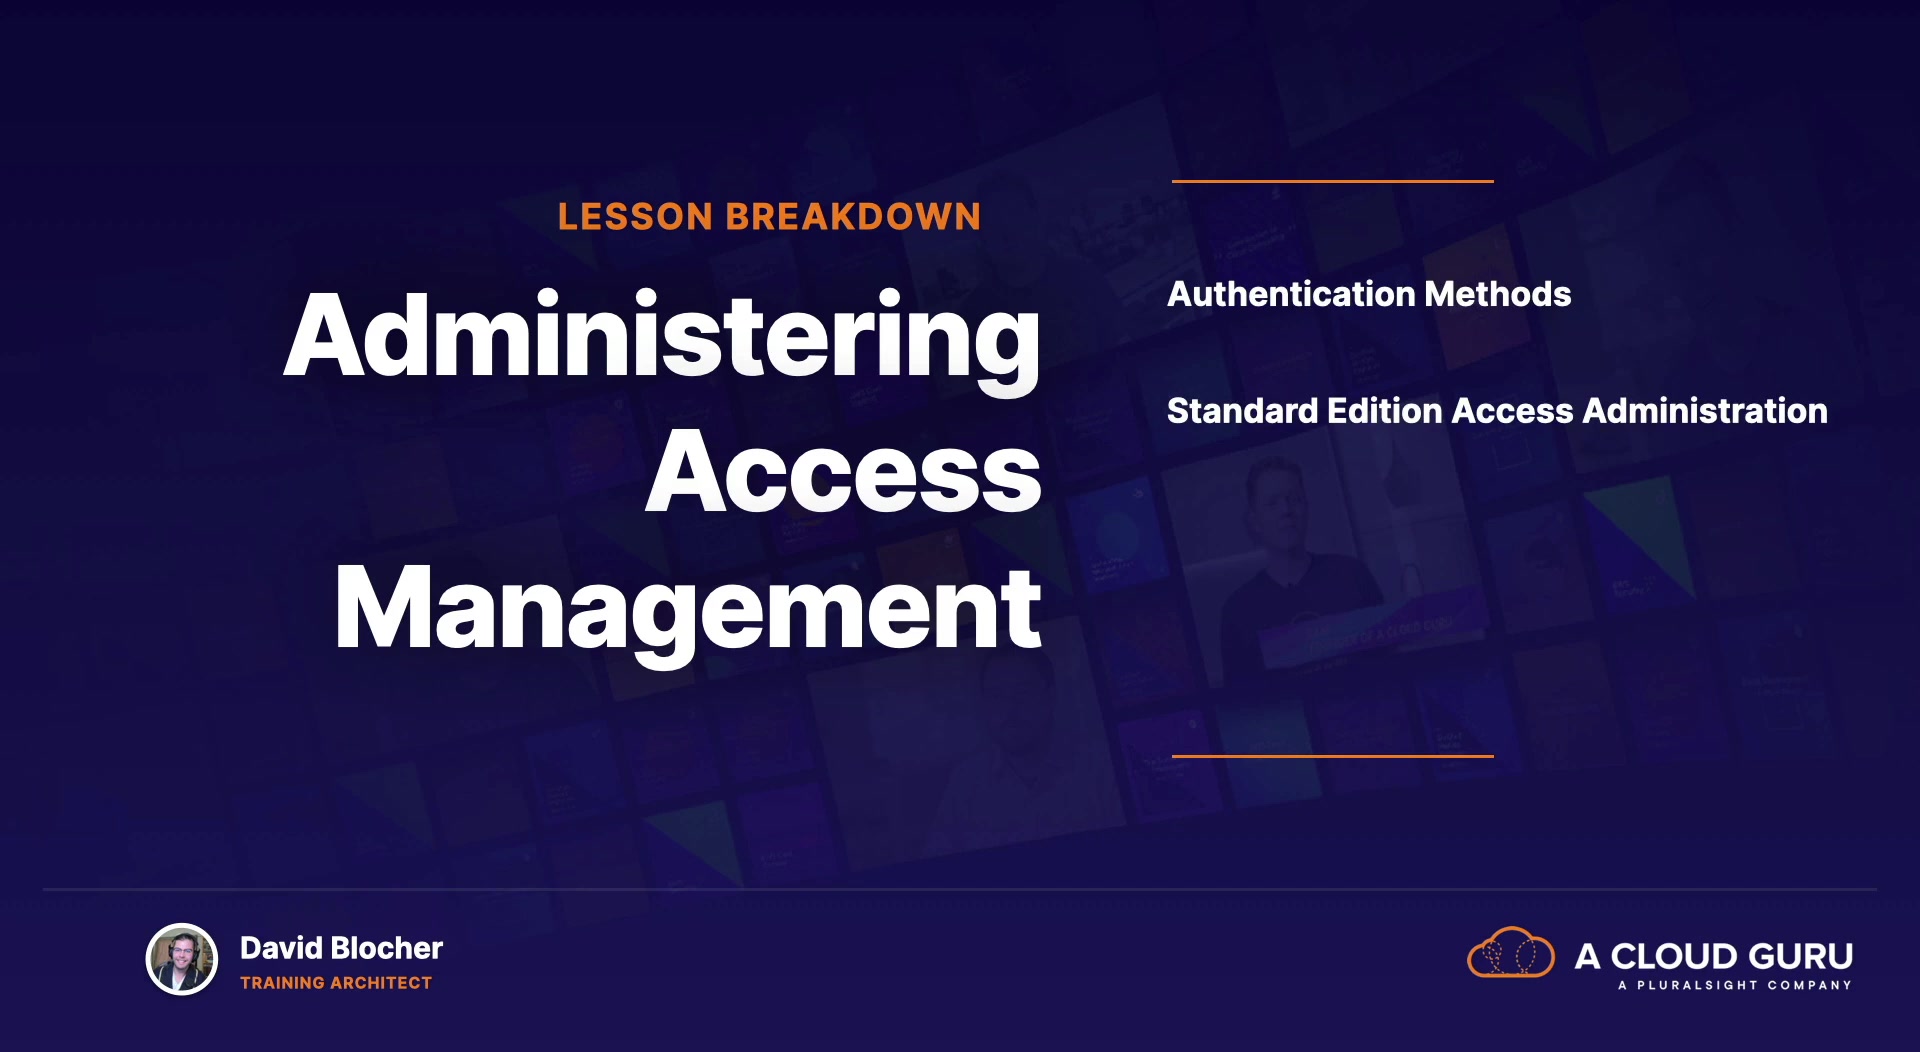 LESSON BREAKDOWN
Administering
Access
Management
Authentication Methods
Standard Edition Access Administration
David Blocher
TRAINING ARCHITECT
A CLOUD GURU
A PLURALSIGHT COMPANY